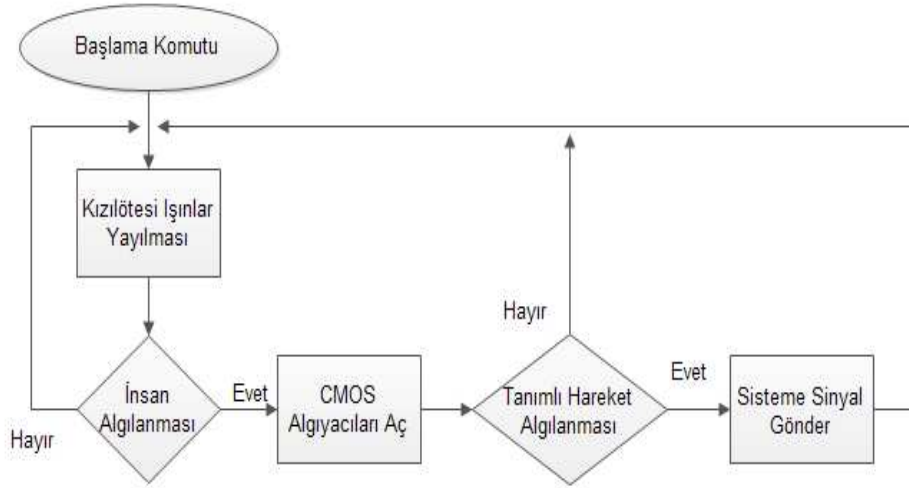 Başlama Komutu
Kızılötesi Işınlar
Yayılması
İnsan
Algılanması
Hayır
Evet
CMOS
Algıyacıları Aç
Tanımlı Hareket
Algılanması
Hayır
Evet
Sisteme Sinyal
Gönder